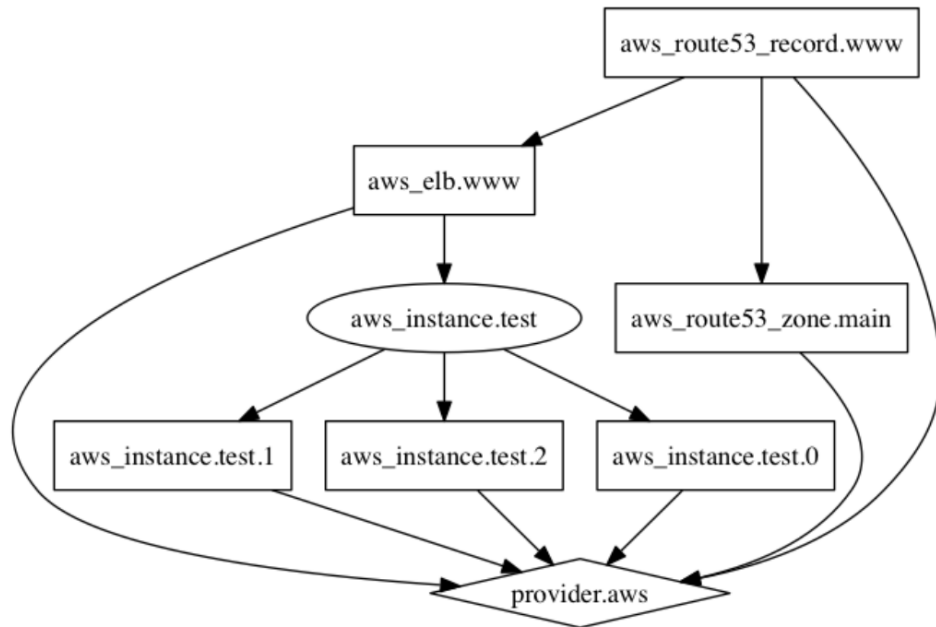 aws_route53_record.www
aws_elb.www
aws_instance.test
aws_route53_zone.main
aws_instance.test.1
aws_instance.test.2
aws_instance.test.0
provider.aws